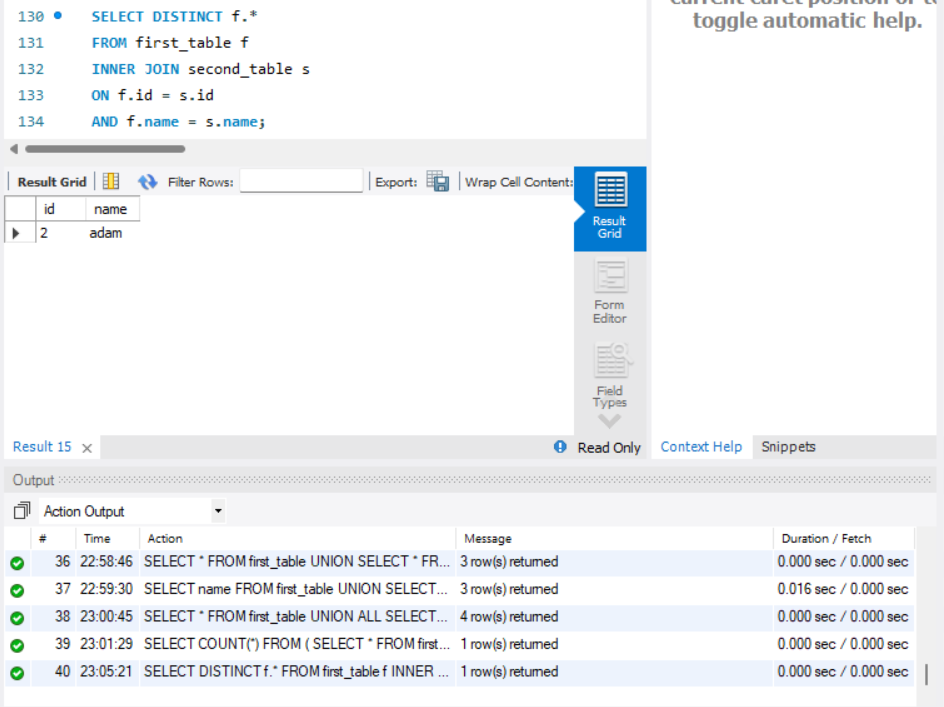 current caret position or to
toggle automatic help.
130 SELECT DISTINCT f.*
131 FROM first_table f
132 INNER JOIN second_table s
133 ON f.id = s.id
134 AND f.name = s.name;
Result Grid Filter Rows: Export: Wrap Cell Content:
id name
2 adam
Result
Grid
Form
Editor
Field
Types
Result 15 Read Only Context Help Snippets
Output
Action Output
# Time Action Message Duration / Fetch
36 22:58:46 SELECT * FROM first_table UNION SELECT * FR... 3 row(s) returned 0.000 sec / 0.000 sec
37 22:59:30 SELECT name FROM first_table UNION SELECT... 3 row(s) returned 0.016 sec / 0.000 sec
38 23:00:45 SELECT * FROM first_table UNION ALL SELECT... 4 row(s) returned 0.000 sec / 0.000 sec
39 23:01:29 SELECT COUNT(*) FROM ( SELECT * FROM first... 1 row(s) returned 0.000 sec / 0.000 sec
40 23:05:21 SELECT DISTINCT f.* FROM first_table f INNER ... 1 row(s) returned 0.000 sec / 0.000 sec